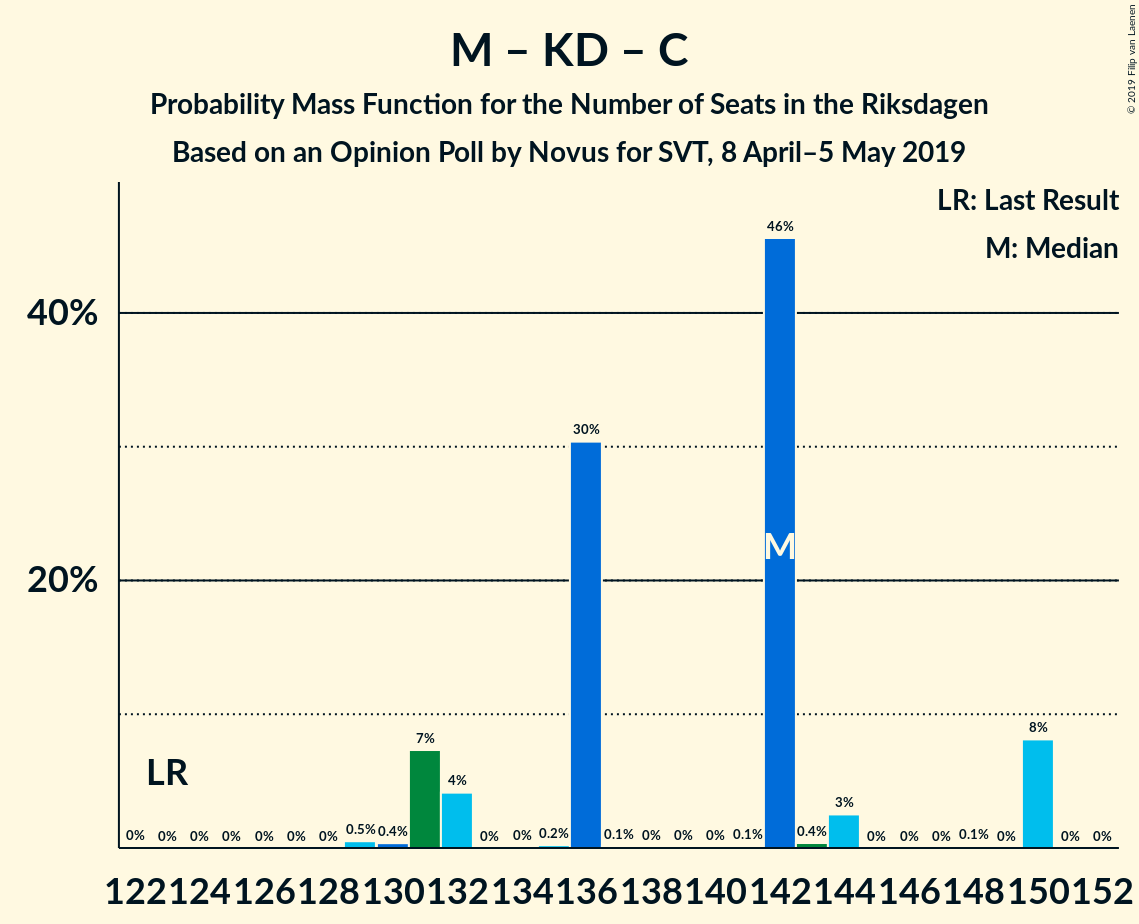 M – KD – C
Probability Mass Function for the Number of Seats in the Riksdagen
Based on an Opinion Poll by Novus for SVT, 8 April–5 May 2019
© 2019 Filip van Laenen
LR: Last Result
M: Median
40%
20%
LR
M
0% 0% 0% 0% 0% 0% 0% 0.5% 0.4% 7% 4% 0% 0% 0.2% 30% 0.1% 0% 0% 0% 0.1% 46% 0.4% 3% 0% 0% 0% 0.1% 0% 8% 0% 0%
122 124 126 128 130 132 134 136 138 140 142 144 146 148 150 152